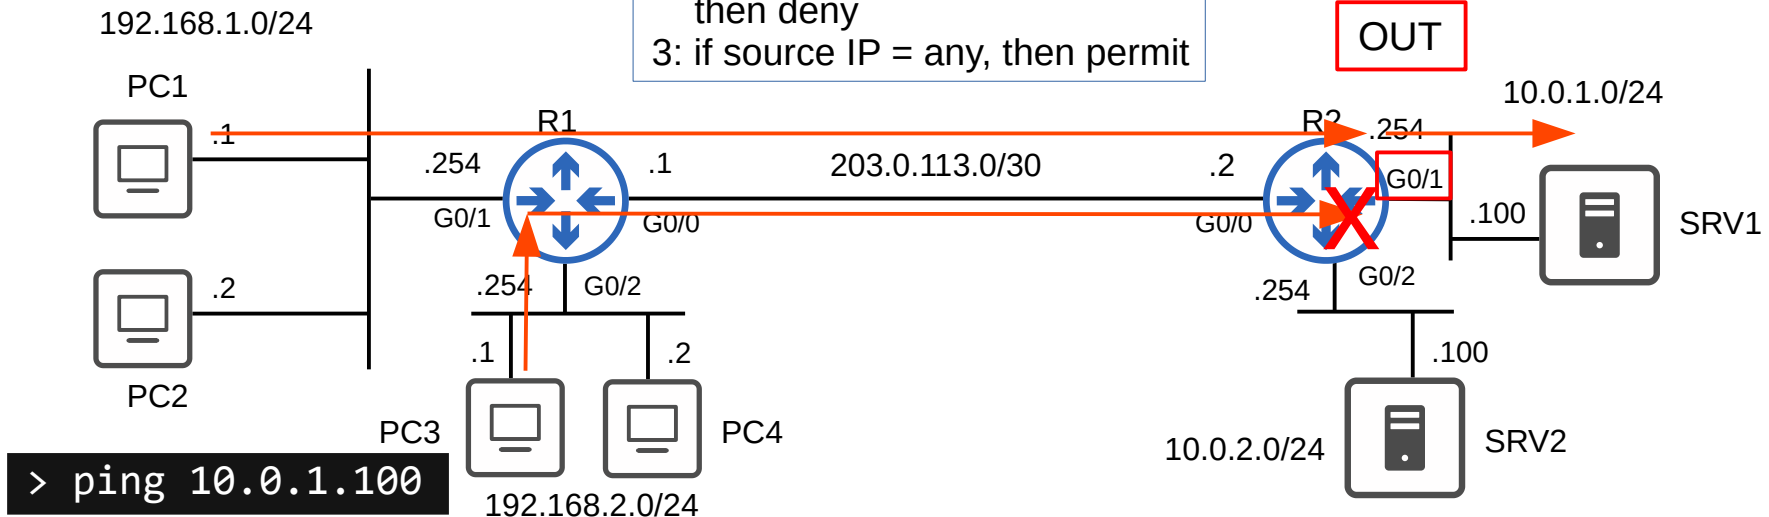 then deny
192.168.1.0/24
3: if source IP = any, then permit
OUT
PC1
10.0.1.0/24
.1
R1
R2
.254
.254
.1
203.0.113.0/30
.2
G0/1
G0/1
G0/0
G0/0
.100
SRV1
.2
.254
G0/2
.254
G0/2
.1
.2
.100
PC2
PC3
PC4
10.0.2.0/24
SRV2
> ping 10.0.1.100
192.168.2.0/24